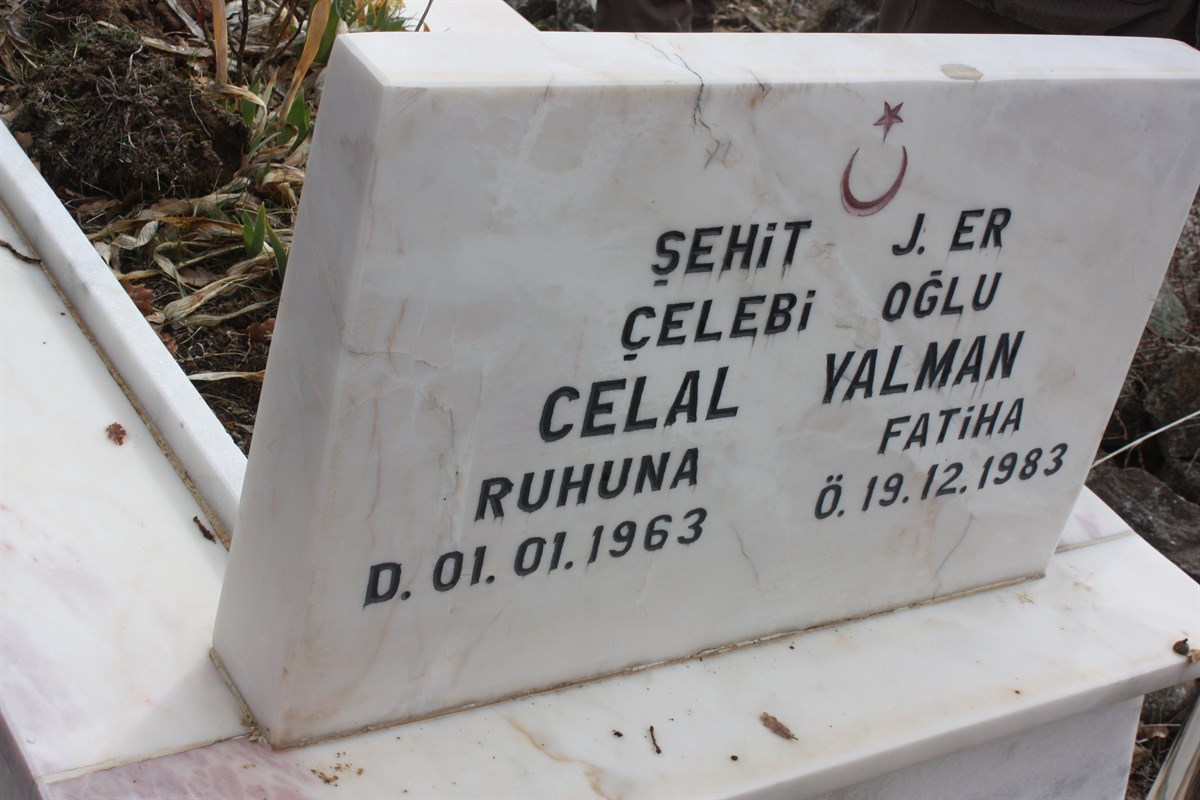 ŞEHİT J. ER
ÇELEBİ OĞLU
CELAL YALMAN
RUHUNA FATİHA
D. 01. 01. 1963 Ö. 19. 12. 1983